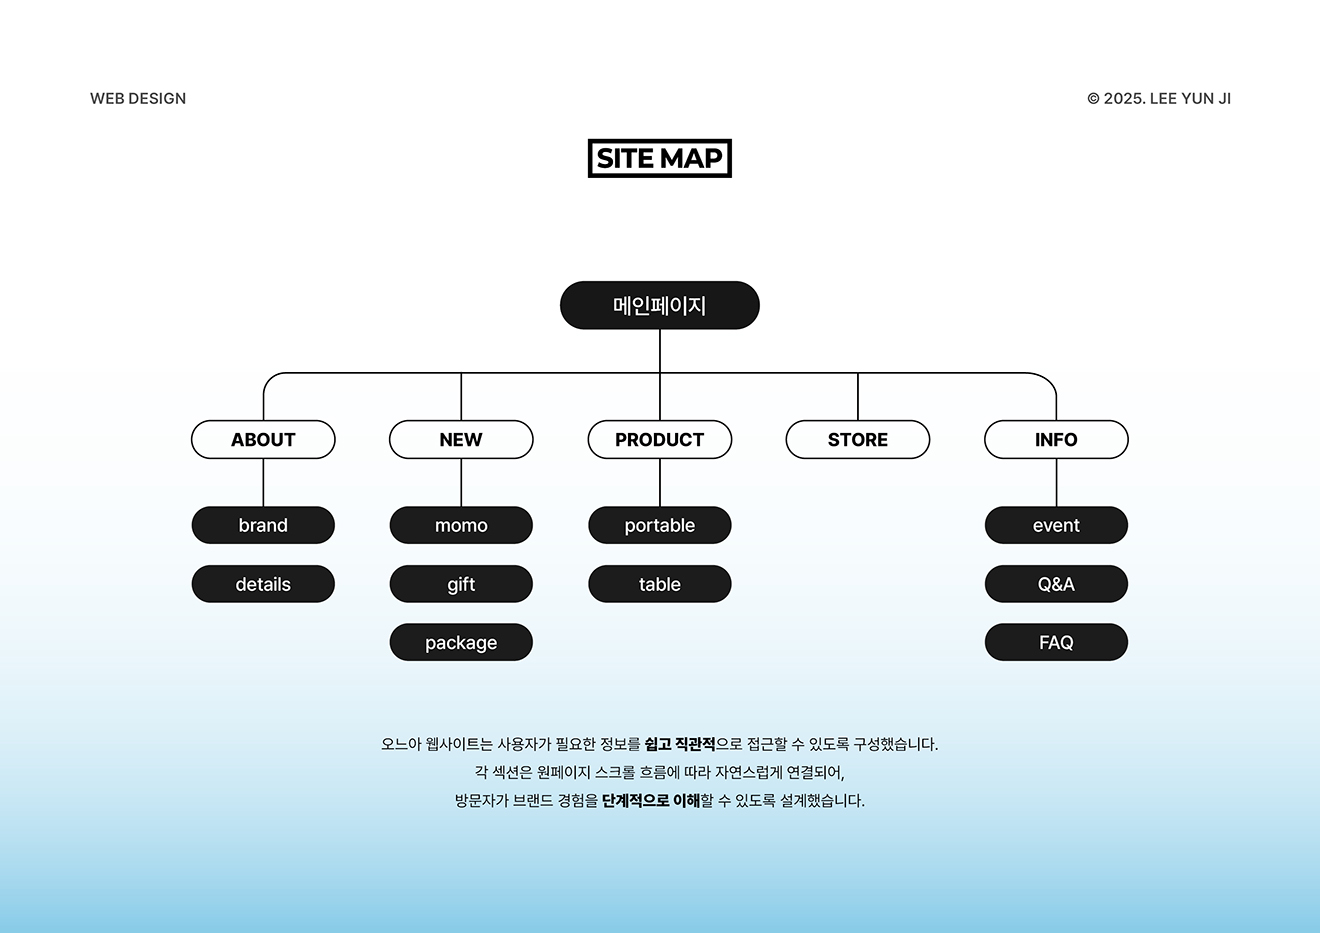 WEB DESIGN
© 2025. LEE YUN JI
SITE MAP
메인페이지
ABOUT
NEW
PRODUCT
STORE
INFO
brand
momo
portable
event
details
gift
table
Q&A
package
FAQ
오느아 웹사이트는 사용자가 필요한 정보를 쉽고 직관적으로 접근할 수 있도록 구성했습니다.
각 섹션은 원페이지 스크롤 흐름에 따라 자연스럽게 연결되어,
방문자가 브랜드 경험을 단계적으로 이해할 수 있도록 설계했습니다.